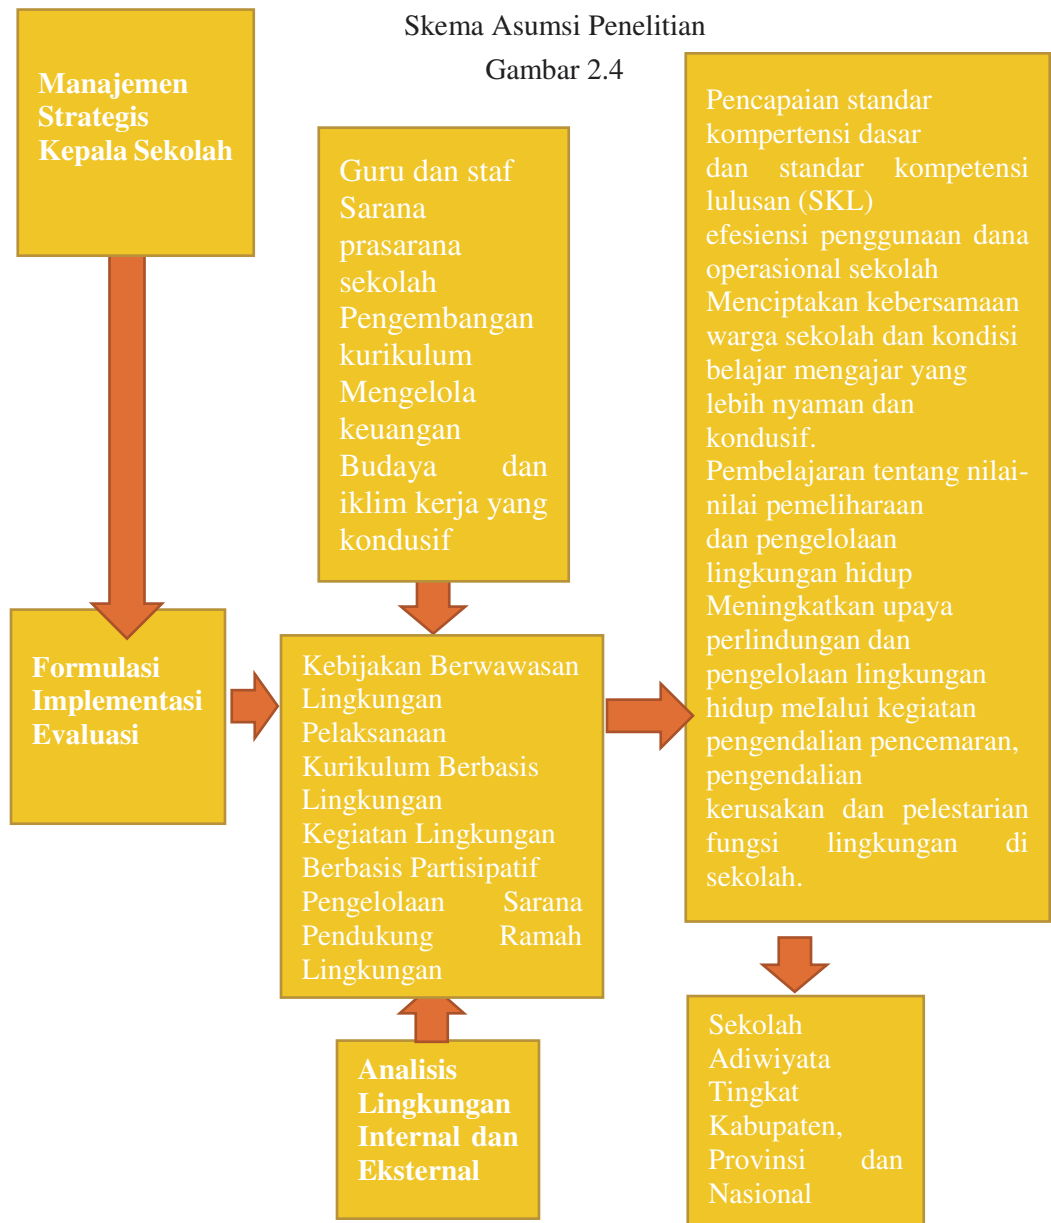 Skema Asumsi Penelitian
Gambar 2.4
Manajemen
Strategis
Kepala Sekolah
Guru dan staf
Sarana
prasarana
sekolah
Pengembangan
kurikulum
Mengelola
keuangan
Budaya dan
iklim kerja yang
kondusif
Pencapaian standar
kompertensi dasar
dan standar kompetensi
lulusan (SKL)
efesiensi penggunaan dana
operasional sekolah
Menciptakan kebersamaan
warga sekolah dan kondisi
belajar mengajar yang
lebih nyaman dan
kondusif.
Pembelajaran tentang nilai-
nilai pemeliharaan
dan pengelolaan
lingkungan hidup
Meningkatkan upaya
perlindungan dan
pengelolaan lingkungan
hidup meIalui kegiatan
pengendalian pencemaran,
pengendalian
kerusakan dan pelestarian
fungsi lingkungan di
sekolah.
Formulasi
Implementasi
Evaluasi
Kebijakan Berwawasan
Lingkungan
Pelaksanaan
Kurikulum Berbasis
Lingkungan
Kegiatan Lingkungan
Berbasis Partisipatif
Pengelolaan Sarana
Pendukung Ramah
Lingkungan
Analisis
Lingkungan
Internal dan
Eksternal
Sekolah
Adiwiyata
Tingkat
Kabupaten,
Provinsi dan
Nasional